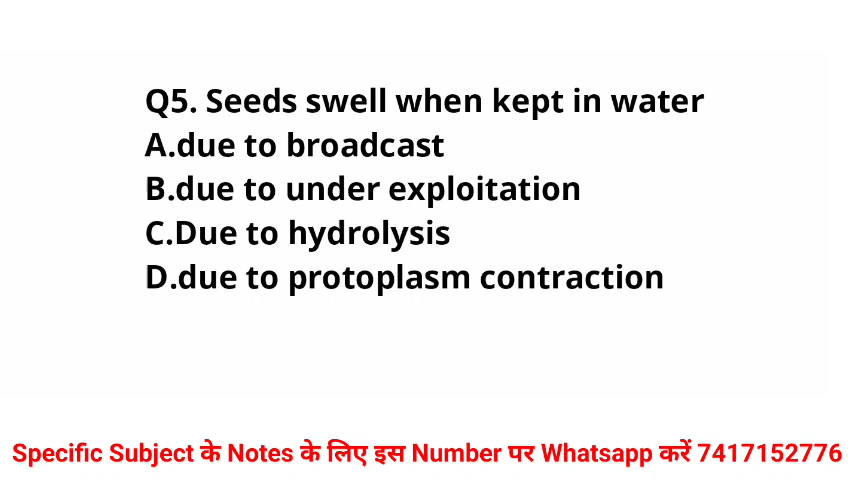 Q5. Seeds swell when kept in water
A.due to broadcast
B.due to under exploitation
C.Due to hydrolysis
D.due to protoplasm contraction
Specific Subject के Notes के लिए इस Number पर Whatsapp करें 7417152776